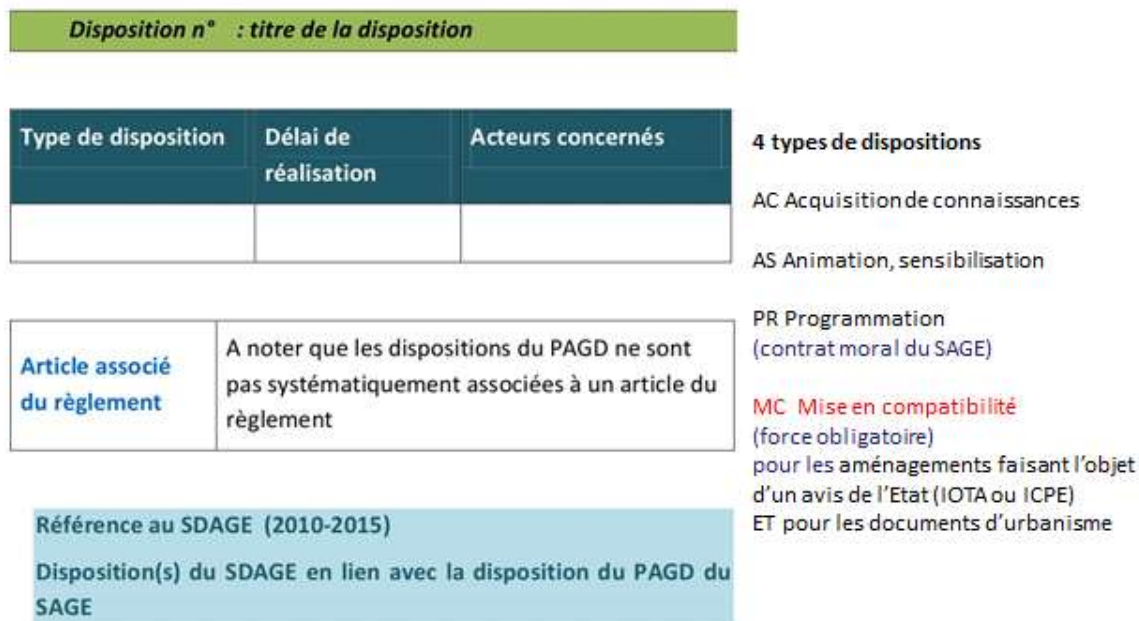 Disposition n° : titre de la disposition
Type de disposition
Délai de
réalisation
Acteurs concernés
Article associé
du règlement
A noter que les dispositions du PAGD ne sont
pas systématiquement associées à un article du
règlement
Référence au SDAGE (2010-2015)
Disposition(s) du SDAGE en lien avec la disposition du PAGD du
SAGE
4 types de dispositions
AC Acquisition de connaissances
AS Animation, sensibilisation
PR Programmation
(contrat moral du SAGE)
MC Mise en compatibilité
(force obligatoire)
pour les aménagements faisant l'objet
d'un avis de l'Etat (IOTA ou ICPE)
ET pour les documents d'urbanisme